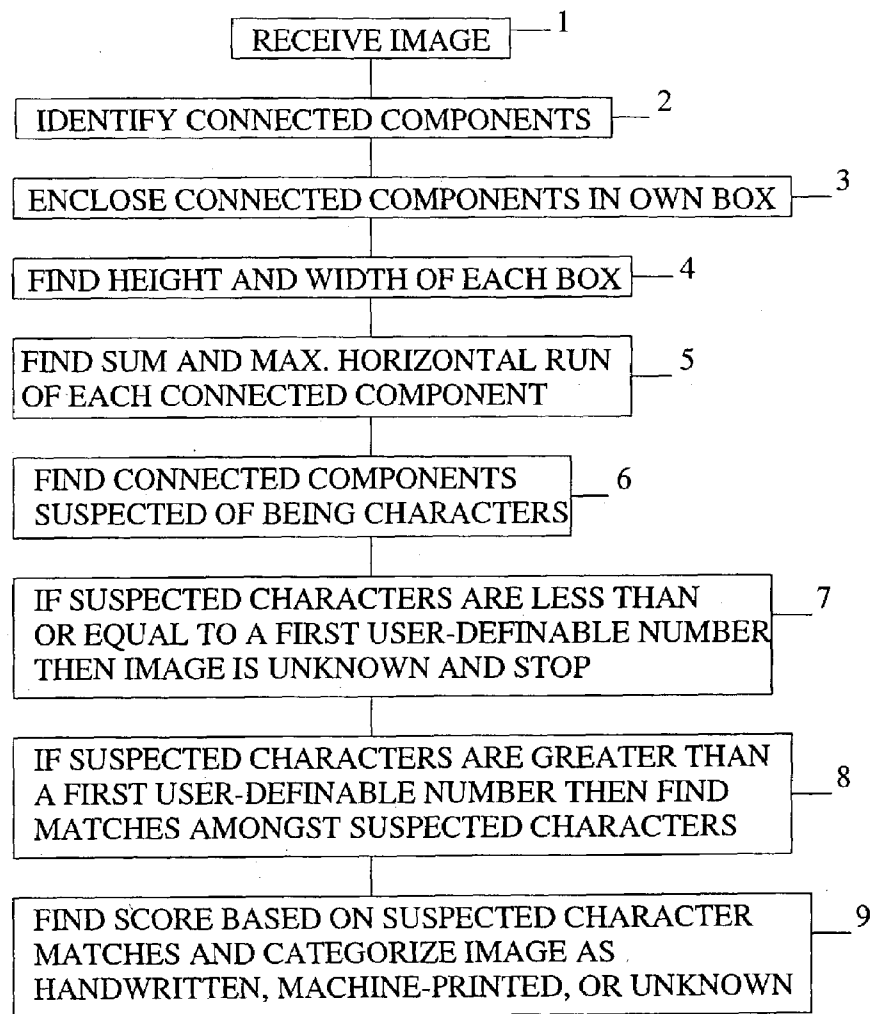 RECEIVE IMAGE 1
IDENTIFY CONNECTED COMPONENTS 2
ENCLOSE CONNECTED COMPONENTS IN OWN BOX 3
FIND HEIGHT AND WIDTH OF EACH BOX 4
FIND SUM AND MAX. HORIZONTAL RUN
OF EACH CONNECTED COMPONENT 5
FIND CONNECTED COMPONENTS
SUSPECTED OF BEING CHARACTERS 6
IF SUSPECTED CHARACTERS ARE LESS THAN 7
OR EQUAL TO A FIRST USER-DEFINABLE NUMBER
THEN IMAGE IS UNKNOWN AND STOP
IF SUSPECTED CHARACTERS ARE GREATER THAN
A FIRST USER-DEFINABLE NUMBER THEN FIND 8
MATCHES AMONGST SUSPECTED CHARACTERS
FIND SCORE BASED ON SUSPECTED CHARACTER 9
MATCHES AND CATEGORIZE IMAGE AS
HANDWRITTEN, MACHINE-PRINTED, OR UNKNOWN